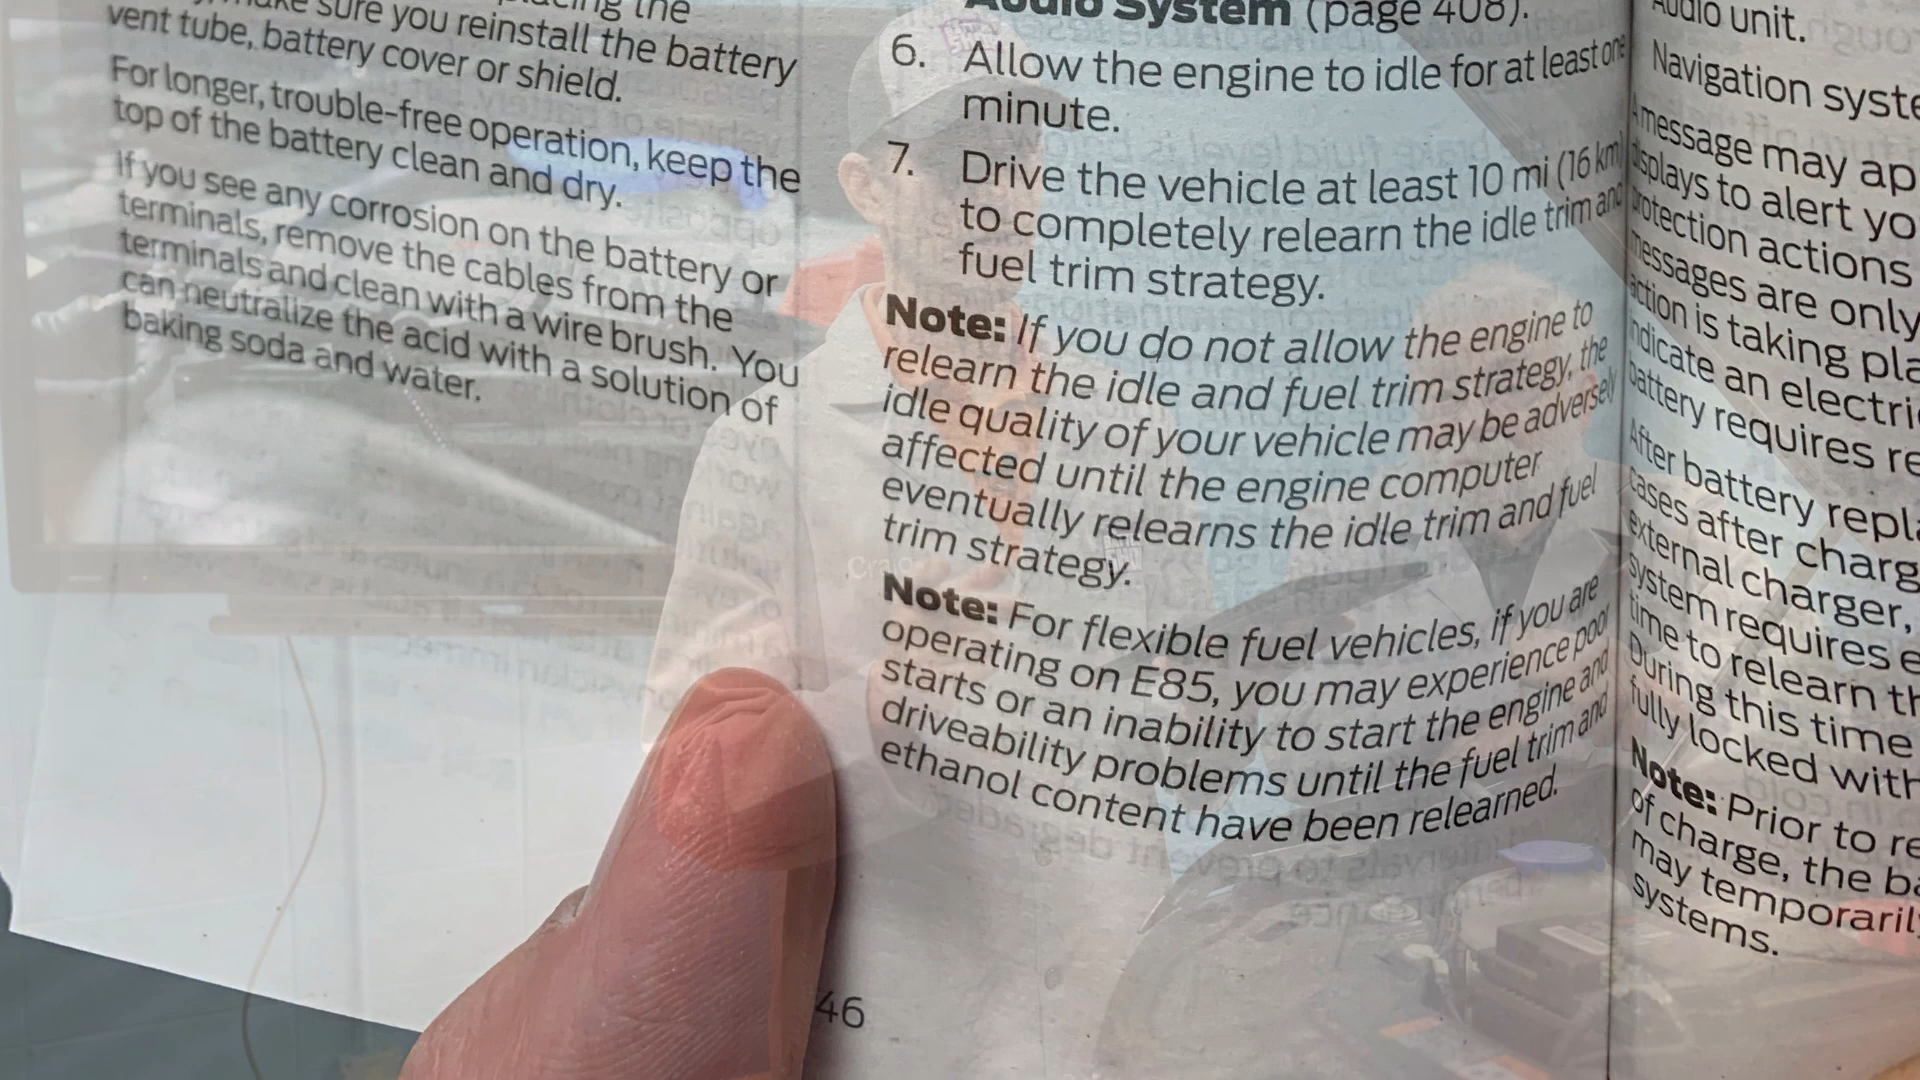 make sure you reinstall the battery
vent tube, battery cover or shield.
For longer, trouble-free operation, keep the
top of the battery clean and dry.
If you see any corrosion on the battery or
terminals, remove the cables from the
terminals and clean with a wire brush. You
can neutralize the acid with a solution of
baking soda and water.
Audio System (page 408).
6. Allow the engine to idle for at least one
minute.
7. Drive the vehicle at least 10 mi (16 km)
to completely relearn the idle trim and
fuel trim strategy.
Note: If you do not allow the engine to
relearn the idle and fuel trim strategy, the
idle quality of your vehicle may be adversely
affected until the engine computer
eventually relearns the idle trim and fuel
trim strategy.
Note: For flexible fuel vehicles, if you are
operating on E85, you may experience poor
starts or an inability to start the engine and
driveability problems until the fuel trim and
ethanol content have been relearned.
46
Audio unit.
Navigation syste
A message may ap
displays to alert yo
protection actions
messages are only
action is taking pla
indicate an electri
battery requires re
After battery repla
cases after charg
external charger,
system requires e
time to relearn th
During this time
fully locked with
Note: Prior to re
of charge, the ba
may temporaril
systems.